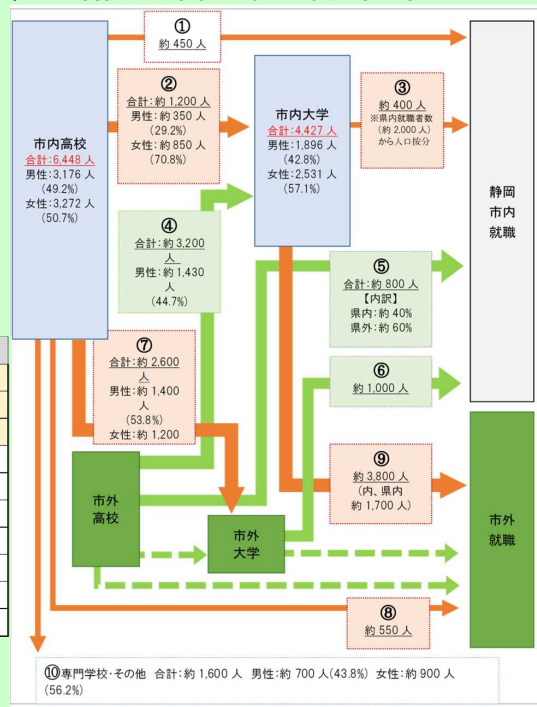 ①
約 450 人
②
合計：約 1,200 人
男性：約 350 人
(29.2%)
女性：約 850 人
(70.8%)
③
約 400 人
※県内就職者数
(約 2,000 人)
から人口按分
市内高校
合計：6,448 人
男性：3,176 人
(49.2%)
女性：3,272 人
(50.7%)
市内大学
合計：4,427 人
男性：1,896 人
(42.8%)
女性：2,531 人
(57.1%)
静岡
市内
就職
④
合計：約 3,200
人
男性：約 1,430
人
(44.7%)
⑤
合計：約 800 人
【内訳】
県内：約 40%
県外：約 60%
⑥
約 1,000 人
⑦
合計：約 2,600
人
男性：約 1,400
人
(53.8%)
女性：約 1,200
⑨
約 3,800 人
(内、県内
約 1,700 人)
市外
高校
市外
大学
市外
就職
⑧
約 550 人
⑩専門学校・その他 合計：約 1,600 人 男性：約 700 人(43.8%) 女性：約 900 人
(56.2%)